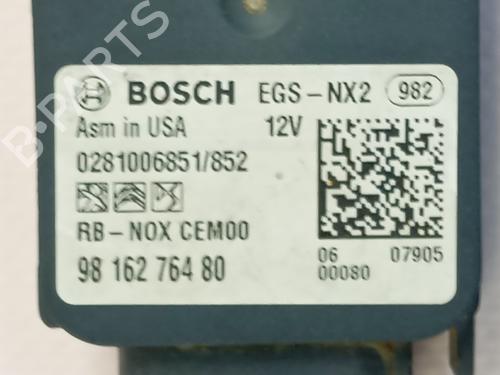 B-PARTS
BOSCH EGS-NX2 982
Asm in USA 12V
0281006851/852
RB-NOX CEM00
98 162 764 80
06 07905
00080